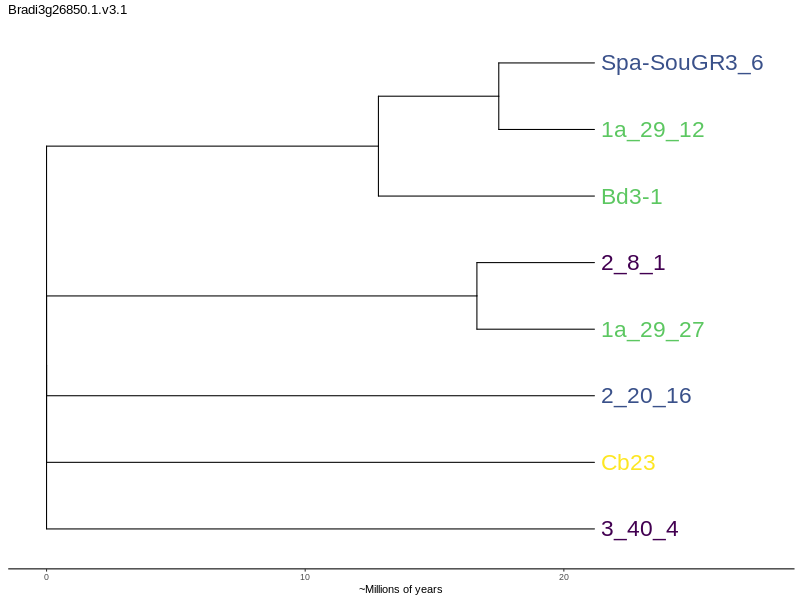 Bradi3g26850.1.v3.1
Spa-SouGR3_6
1a_29_12
Bd3-1
2_8_1
1a_29_27
2_20_16
Cb23
3_40_4
0 10 20
~Millions of years